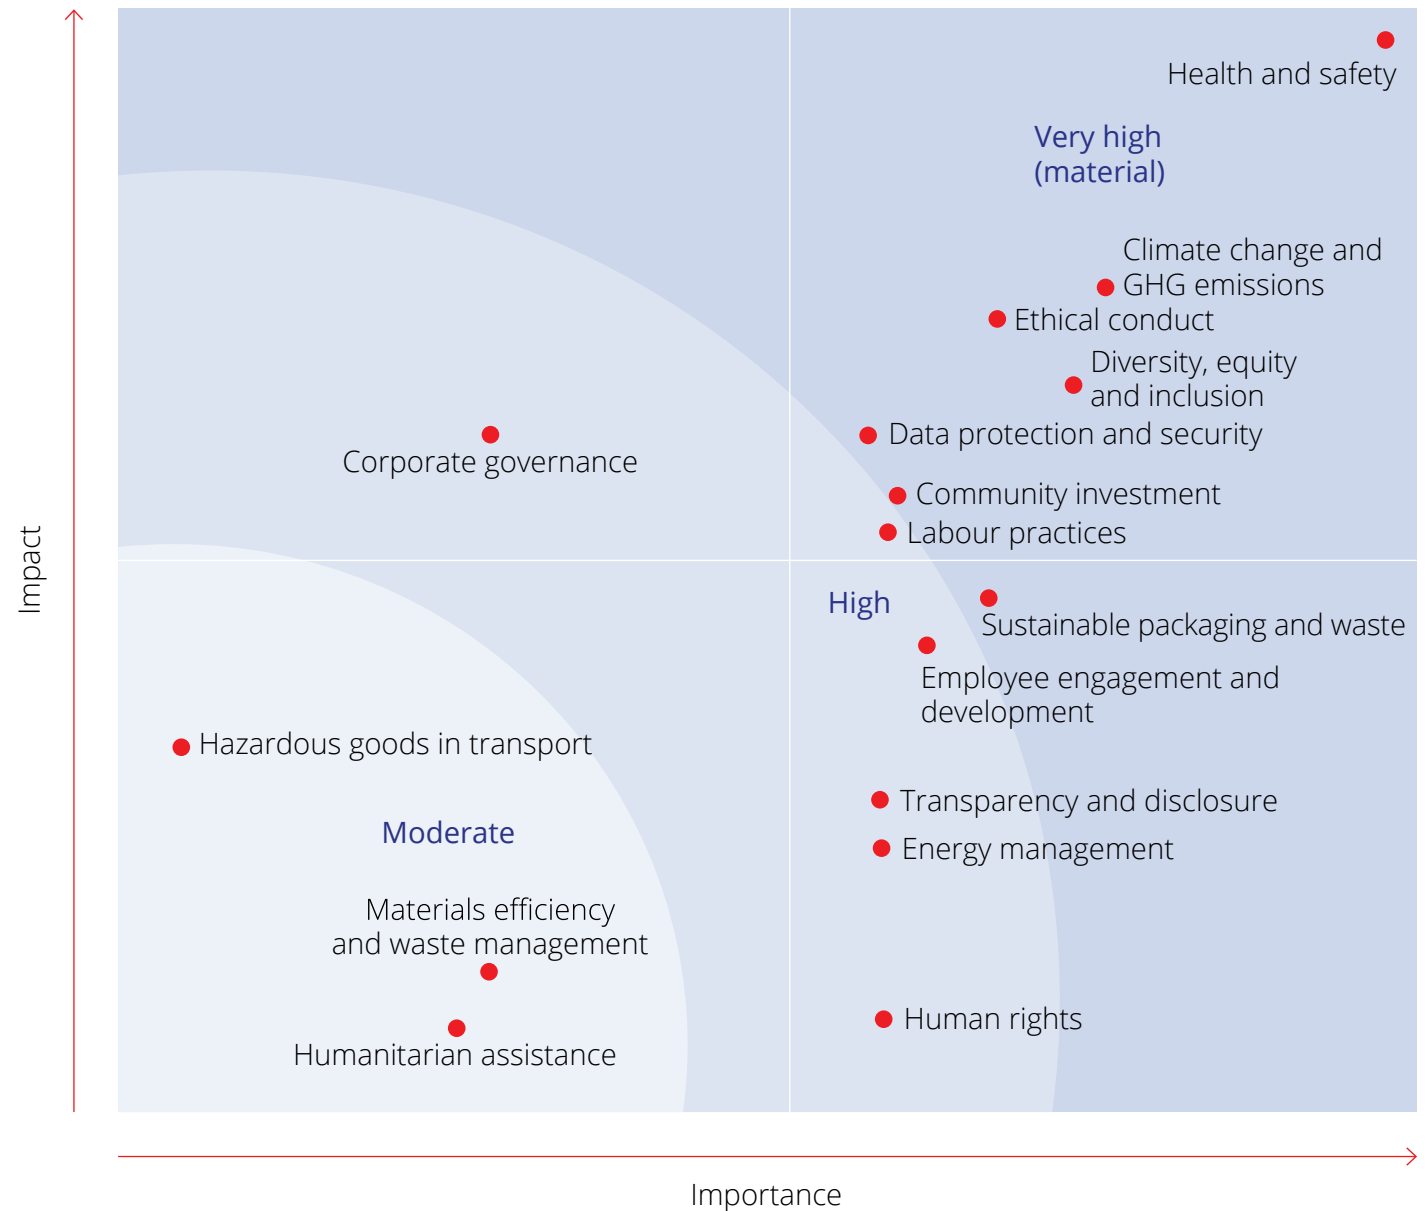 Health and safety
Very high
(material)
Climate change and
GHG emissions
Ethical conduct
Diversity, equity
and inclusion
Data protection and security
Corporate governance
Community investment
Labour practices
Impact
High
Sustainable packaging and waste
Employee engagement and
development
Hazardous goods in transport
Transparency and disclosure
Moderate
Energy management
Materials efficiency
and waste management
Human rights
Humanitarian assistance
Importance